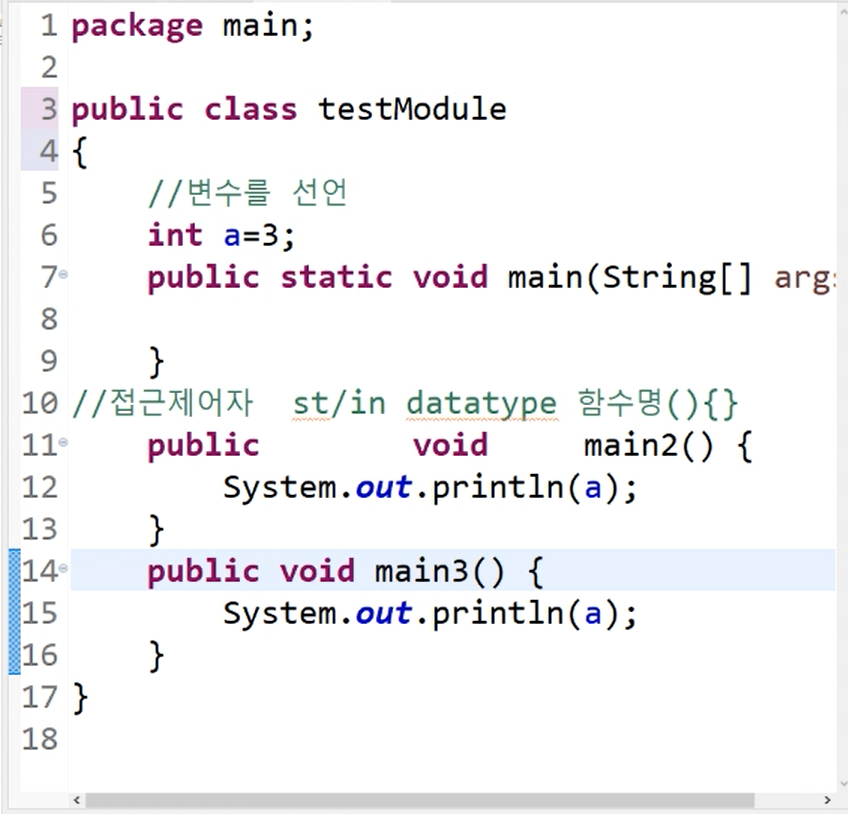 1 package main;
2
3 public class testModule
4 {
5 //변수를 선언
6 int a=3;
7 public static void main(String[]
8
9 }
10 //접근제어자 st/in datatype 함수명(){}
11 public void main2() {
12 System.out.println(a);
13 }
14 public void main3() {
15 System.out.println(a);
16 }
17 }
18